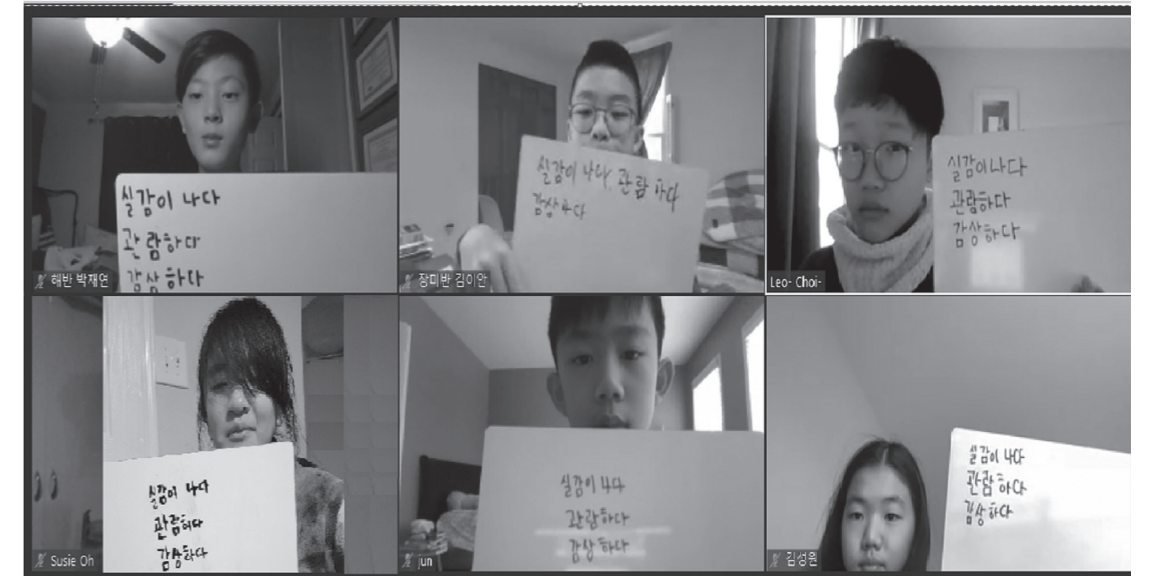 실감이 나다
관람하다
감상하다
해반 박재연
실감이 나다, 관람하다
감상하다
장미반 김이안
실감이나다
관람하다
감상하다
Leo- Choi-
실감이 나다
관람하다
감상하다
Susie Oh
실감이 나다
관람하다
감상하다
jun
실감이 나다
관람하다
감상하다
김성원